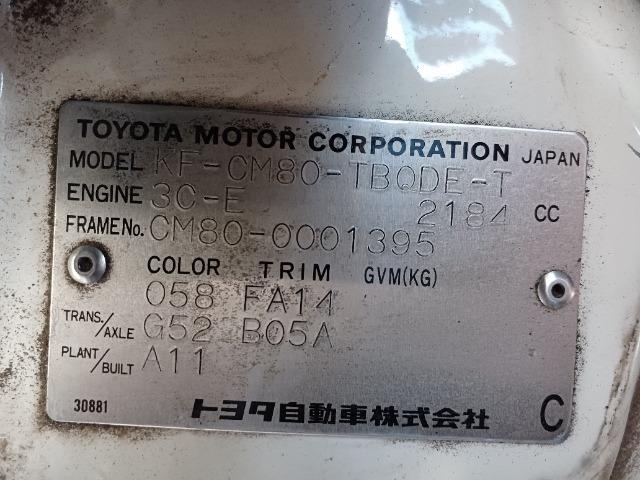 TOYOTA MOTOR CORPORATION JAPAN
MODEL KF-CM80-TBQDE-T
ENGINE 3C-E 2184 CC
FRAME No. CM80-0001395
COLOR TRIM GVM(KG)
058 FA14
TRANS./AXLE G52 B05A
PLANT/BUILT A11
30881 トヨタ自動車株式会社 C